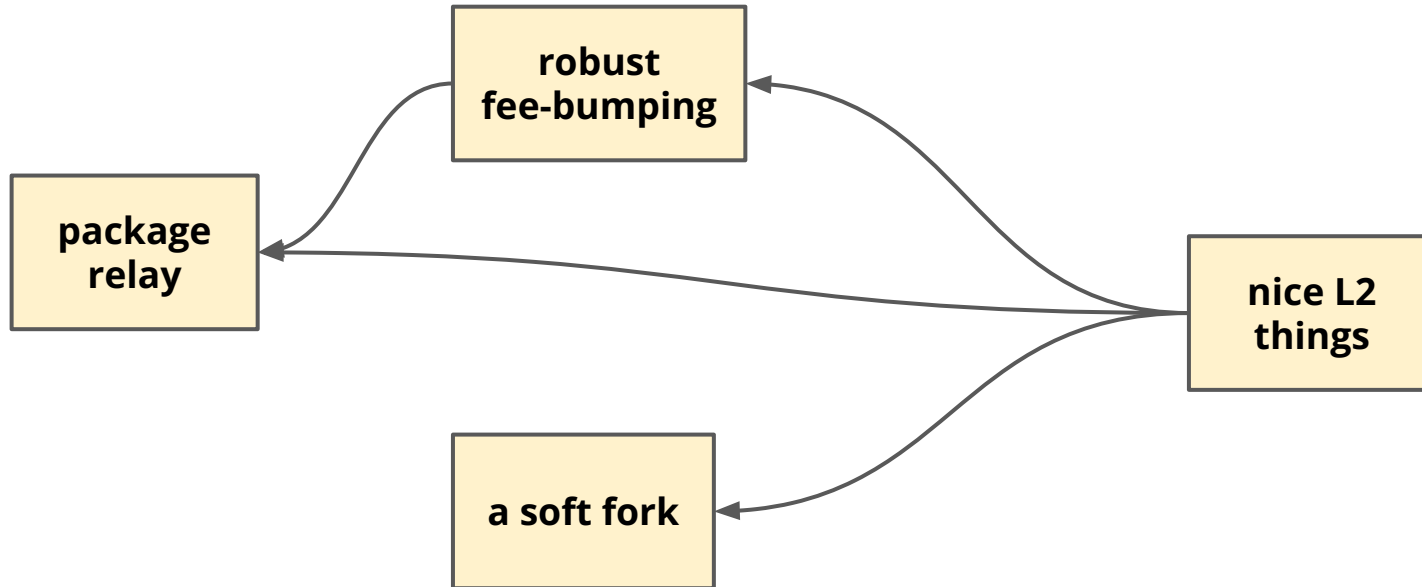 robust
fee-bumping
package
relay
nice L2
things
a soft fork